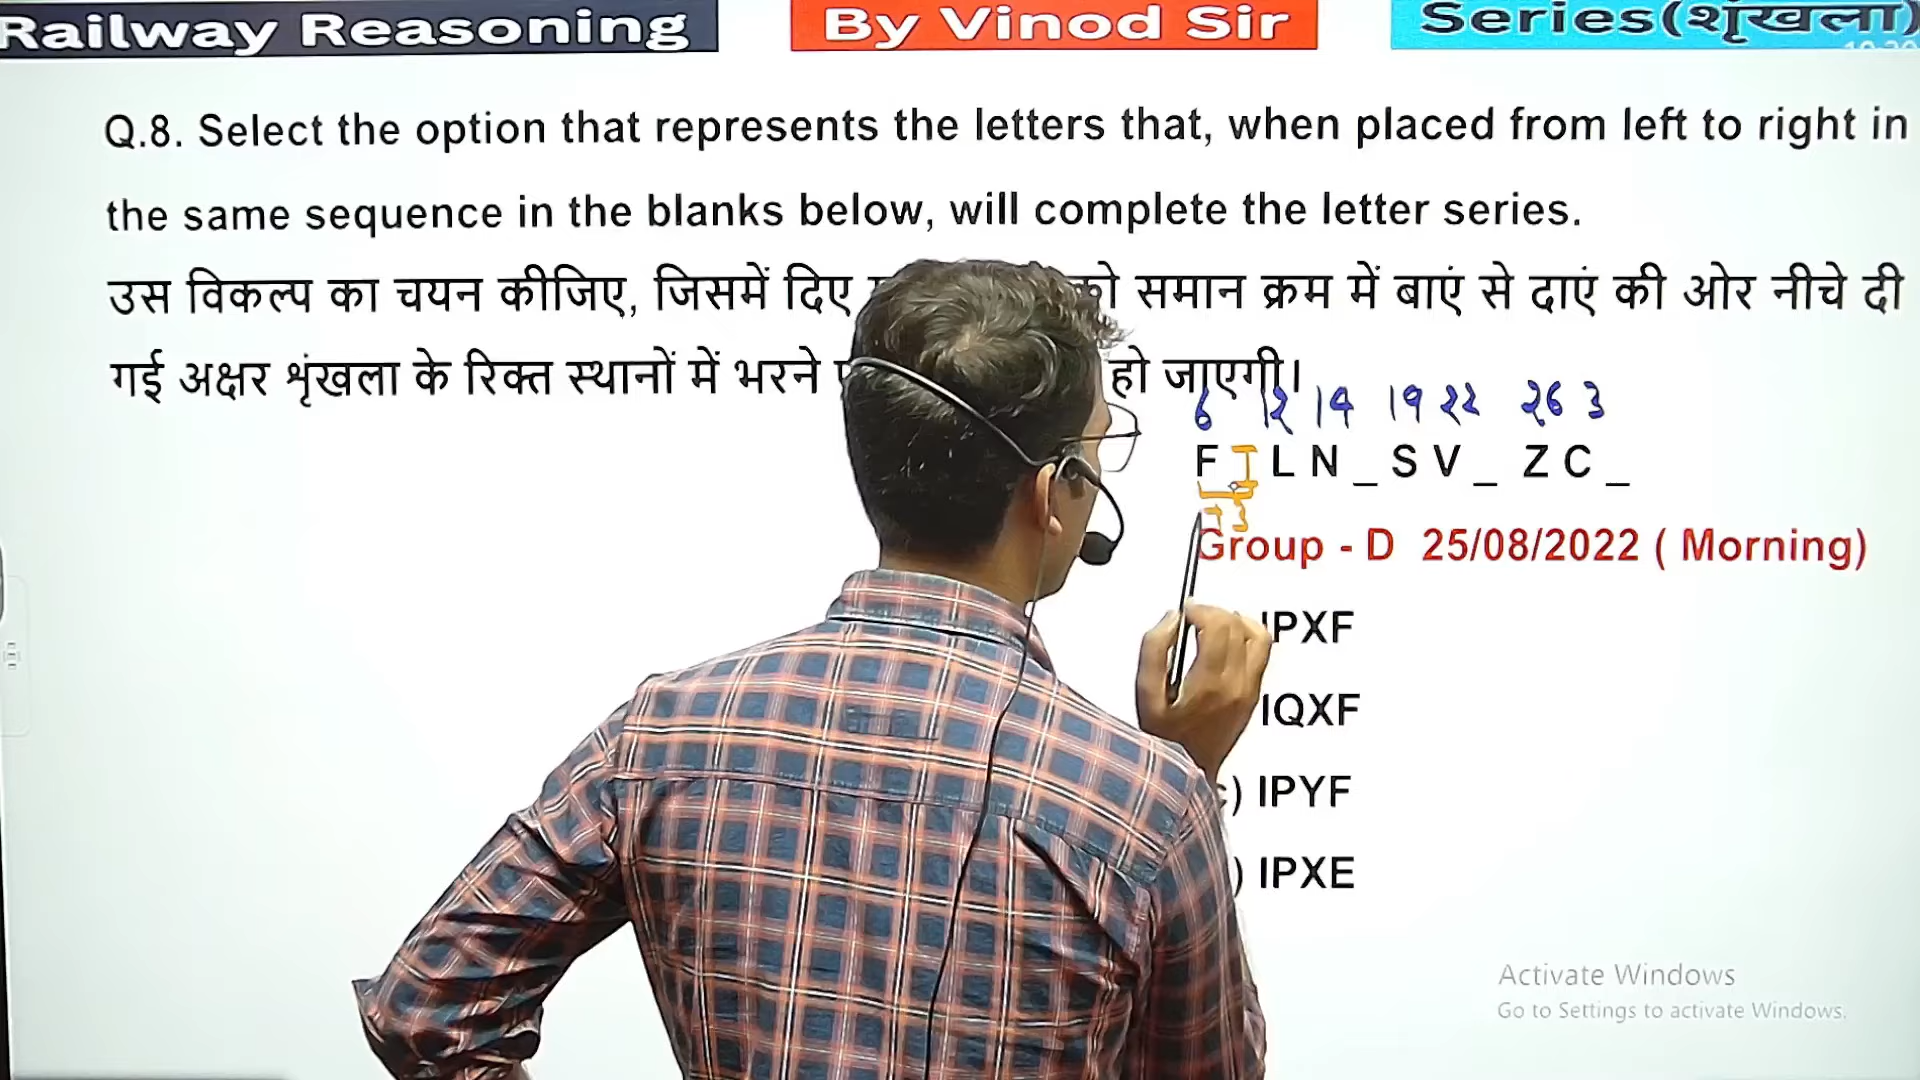 Railway Reasoning By Vinod Sir Series(शृंखला)
Q.8. Select the option that represents the letters that, when placed from left to right in
the same sequence in the blanks below, will complete the letter series.
उस विकल्प का चयन कीजिए, जिसमें दिए को समान क्रम में बाएं से दाएं की ओर नीचे दी
गई अक्षर शृंखला के रिक्त स्थानों में भरने हो जाएगी।
6 12 14 19 22 26 3
F I L N _ S V _ Z C _
+3
Group - D 25/08/2022 ( Morning)
IPXF
IQXF
c) IPYF
) IPXE
Activate Windows
Go to Settings to activate Windows.